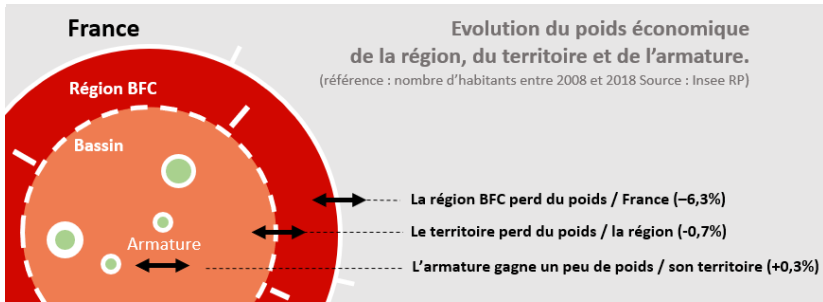 France
Evolution du poids économique
de la région, du territoire et de l’armature.
(référence : nombre d’habitants entre 2008 et 2018 Source : Insee RP)
Région BFC
Bassin
Armature
La région BFC perd du poids / France (–6,3%)
Le territoire perd du poids / la région (-0,7%)
L’armature gagne un peu de poids / son territoire (+0,3%)